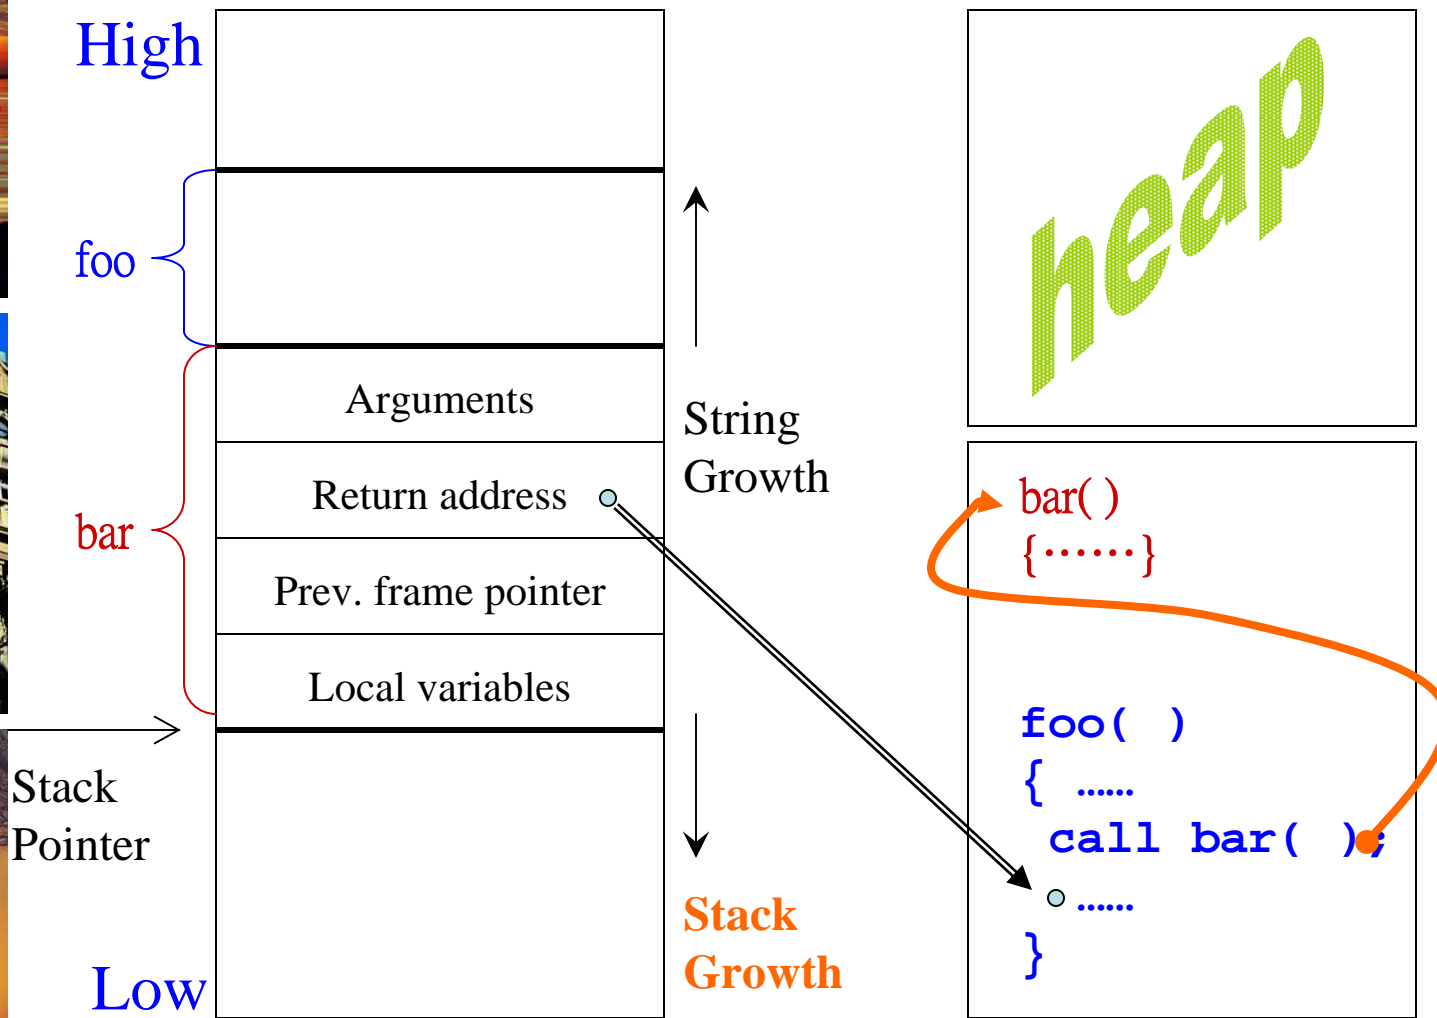 High
foo
bar
Stack
Pointer
Low
Arguments
Return address
Prev. frame pointer
Local variables
String
Growth
Stack
Growth
heap
bar( )
{······}
foo( )
{ ……
call bar( );
……
}